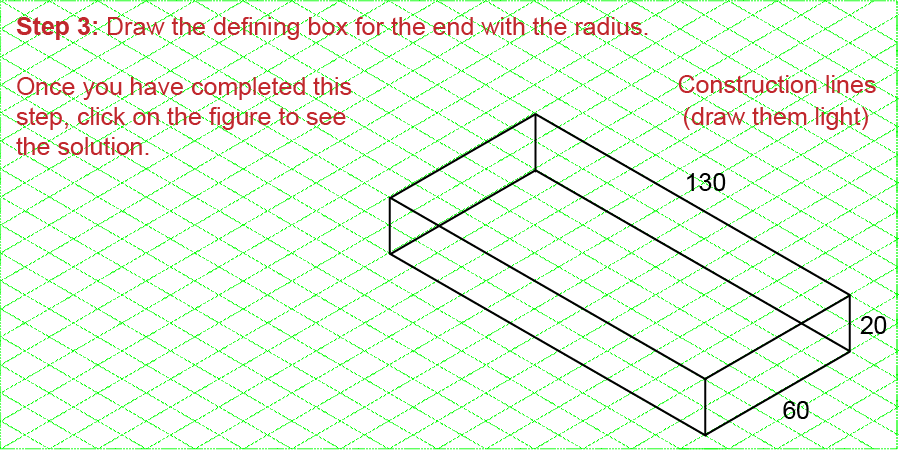 Step 3: Draw the defining box for the end with the radius.
Once you have completed this
step, click on the figure to see
the solution.
Construction lines
(draw them light)
130
20
60